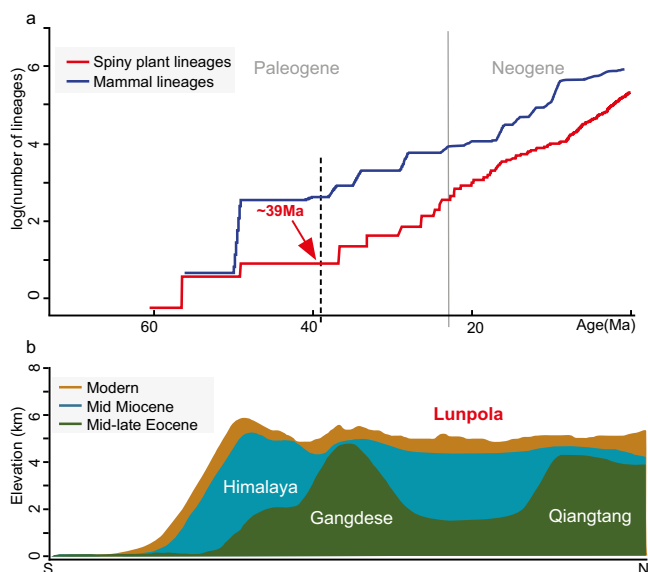 a
Spiny plant lineages
Mammal lineages
Paleogene
Neogene
log(number of lineages)
6
4
2
0
~39Ma
60
40
20
Age(Ma)
b
Modern
Mid Miocene
Mid-late Eocene
Elevation (km)
8
6
4
2
0
Lunpola
Himalaya
Gangdese
Qiangtang
S
N